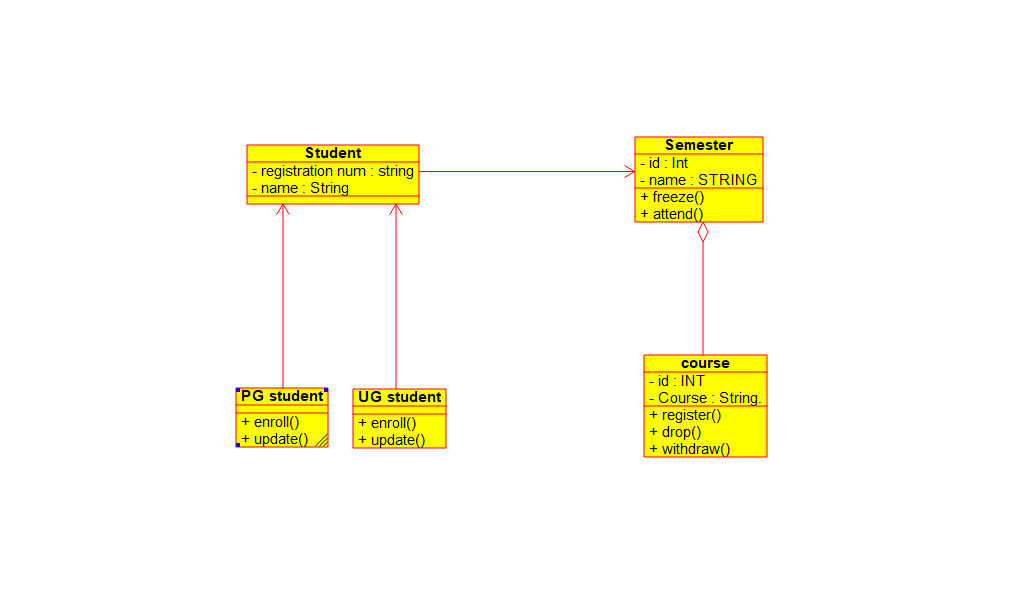 Student
- registration num : string
- name : String
Semester
- id : Int
- name : STRING
+ freeze()
+ attend()
PG student
+ enroll()
+ update()
UG student
+ enroll()
+ update()
course
- id : INT
- Course : String.
+ register()
+ drop()
+ withdraw()